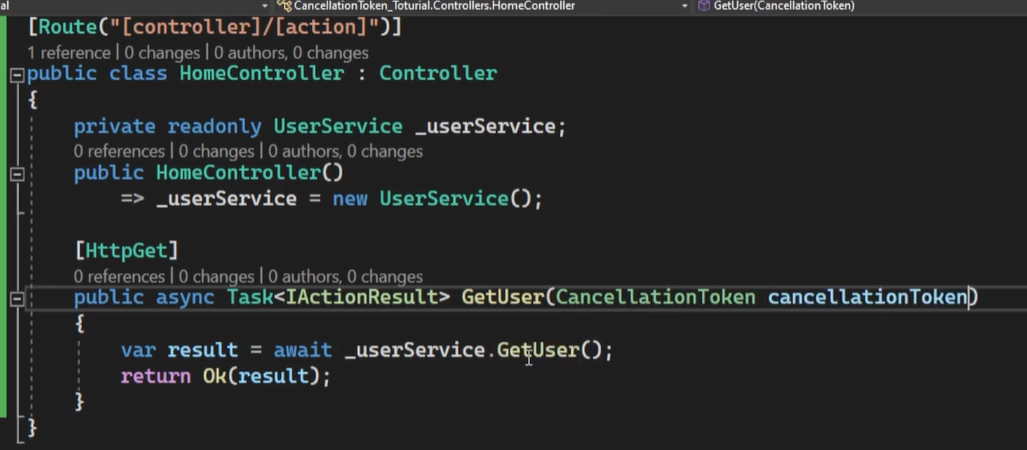 al CancellationToken_Toturial.Controllers.HomeController GetUser(CancellationToken)
[Route("[controller]/[action]")]
1 reference | 0 changes | 0 authors, 0 changes
public class HomeController : Controller
{
private readonly UserService _userService;
0 references | 0 changes | 0 authors, 0 changes
public HomeController()
=> _userService = new UserService();
[HttpGet]
0 references | 0 changes | 0 authors, 0 changes
public async Task<IActionResult> GetUser(CancellationToken cancellationToken)
{
var result = await _userService.GetUser();
return Ok(result);
}
}